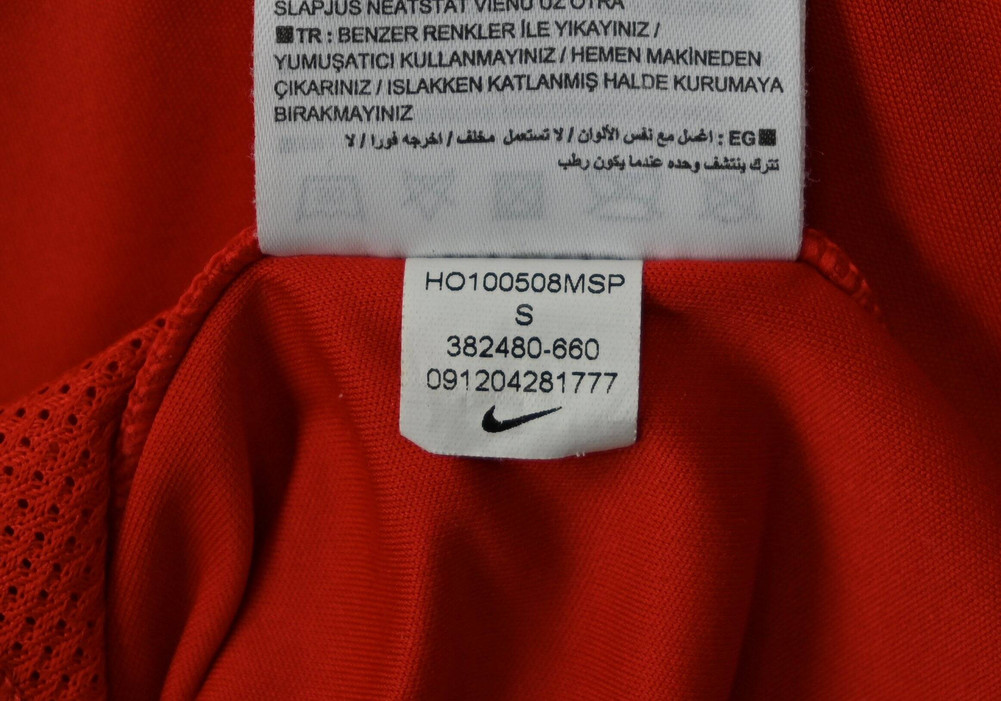 SLAPJUS NEATSTĀT VIENU UZ OTRA
TR : BENZER RENKLER İLE YIKAYINIZ /
YUMUŞATICI KULLANMAYINIZ / HEMEN MAKİNEDEN
ÇIKARINIZ / ISLAKKEN KATLANMIŞ HALDE KURUMAYA
BIRAKMAYINIZ
EG : اغسل مع نفس الألوان / لا تستعمل مخلف / اخرجه فورا / لا
تترك ينتشف وحده عندما يكون رطب
HO100508MSP
S
382480-660
091204281777